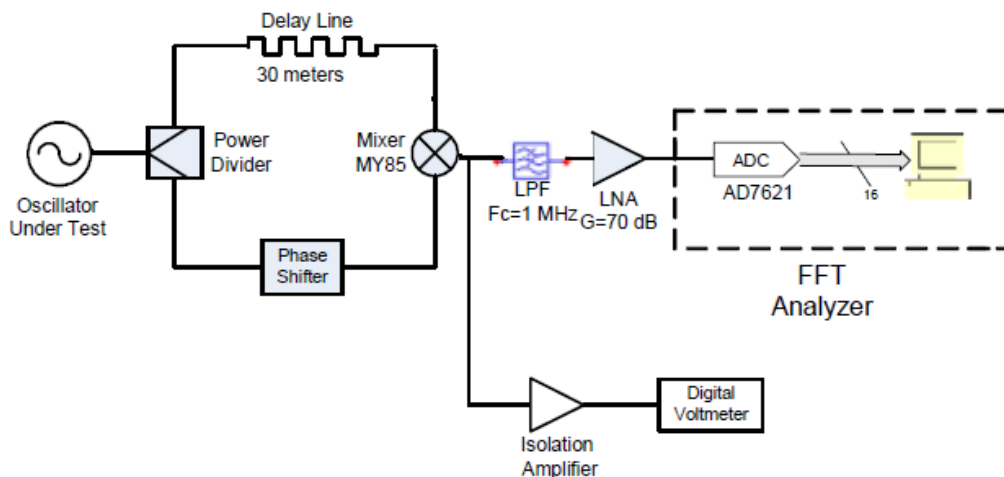 Delay Line
30 meters
Power
Divider
Mixer
MY85
Oscillator
Under Test
Phase
Shifter
LPF
Fc=1 MHz
LNA
G=70 dB
ADC
AD7621
16
FFT
Analyzer
Isolation
Amplifier
Digital
Voltmeter